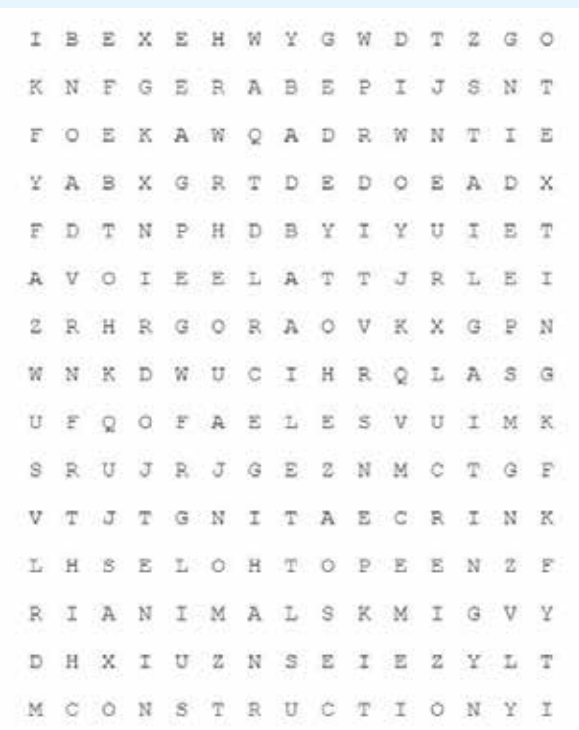 I B E X E H W Y G W D T Z G O
K N F G E R A B E P I J S N T
F O E K A W Q A D R W N T I E
Y A B X G R T D E D O E A D X
F D T N P H D B Y I Y U I E T
A V O I E E L A T T J R L E I
Z R H R G O R A O V K X G P N
W N K D W U C I H R Q L A S G
U F Q O F A E L E S V U I M K
S R U J R J G E Z N M C T G F
V T J T G N I T A E C R I N K
L H S E L O H T O P E E N Z F
R I A N I M A L S K M I G V Y
D H X I U Z N S E I E Z Y L T
M C O N S T R U C T I O N Y I